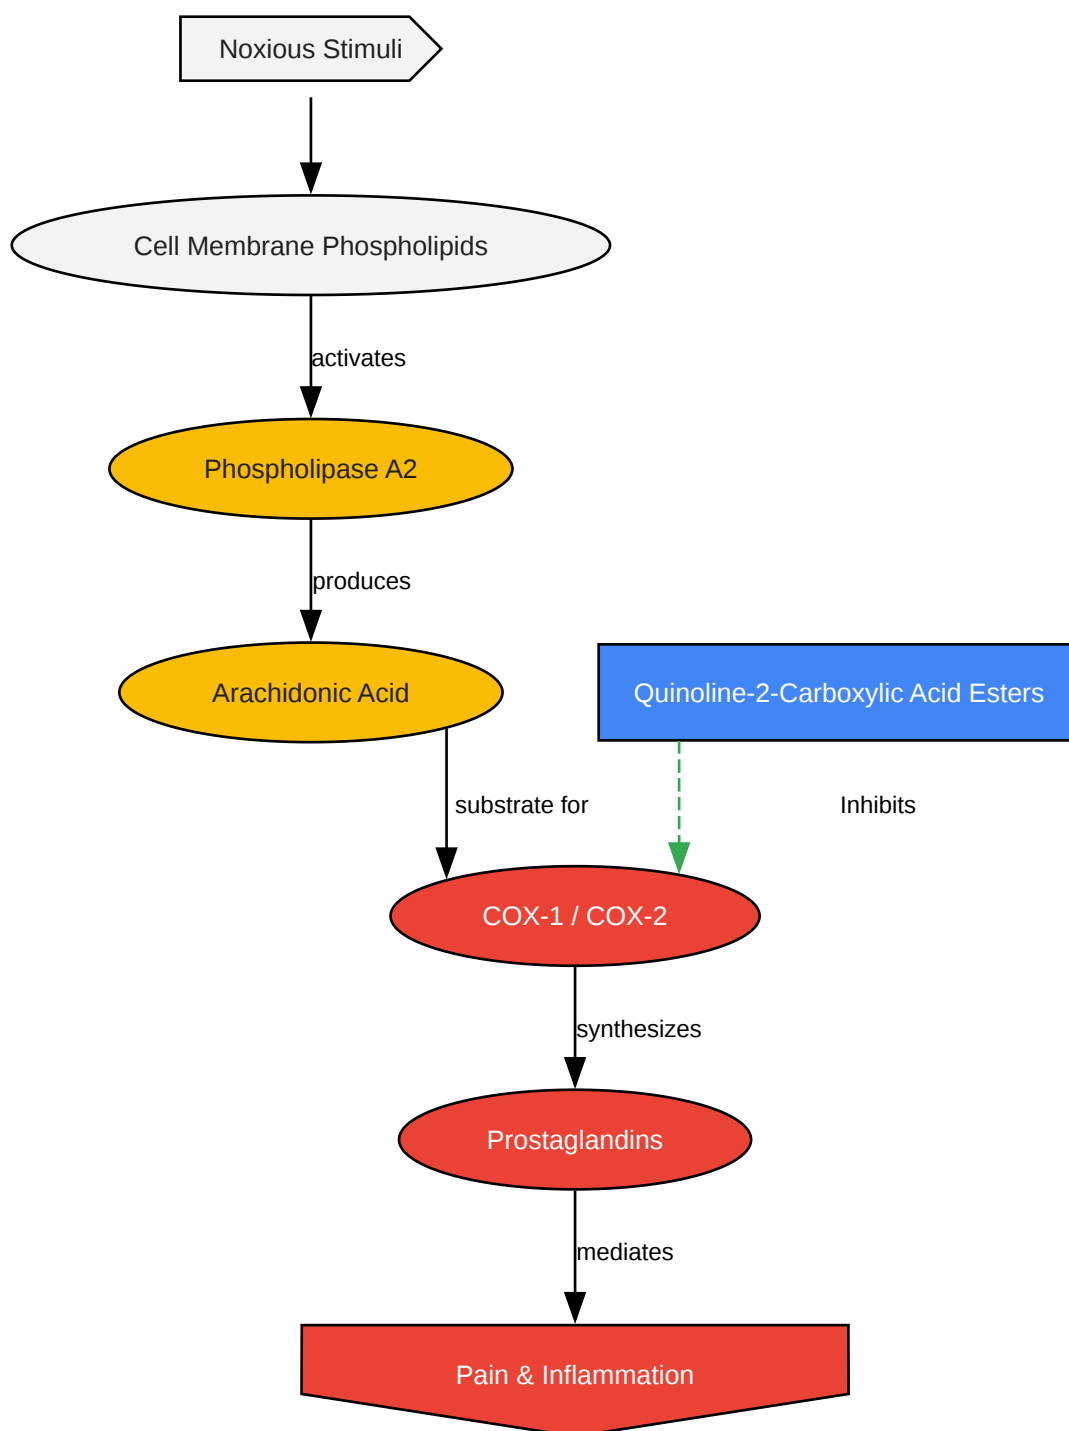 Noxious Stimuli
Cell Membrane Phospholipids
activates
Phospholipase A2
produces
Arachidonic Acid
Quinoline-2-Carboxylic Acid Esters
substrate for
Inhibits
COX-1 / COX-2
synthesizes
Prostaglandins
mediates
Pain & Inflammation